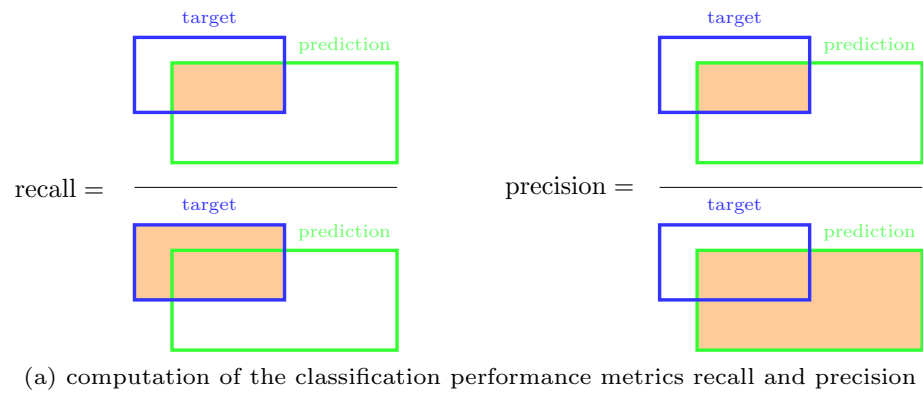 target
prediction
recall =
target
prediction
target
prediction
precision =
target
prediction
(a) computation of the classification performance metrics recall and precision